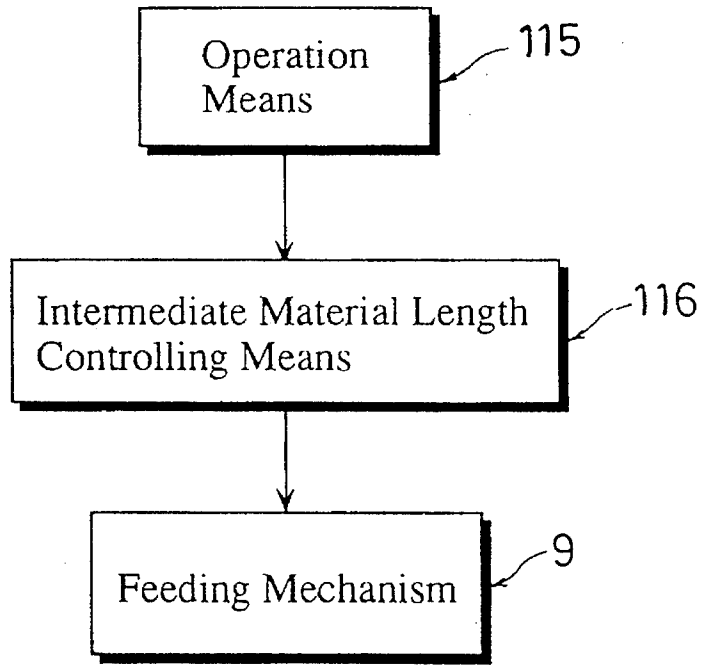 Operation
Means
115
Intermediate Material Length
Controlling Means
116
Feeding Mechanism
9